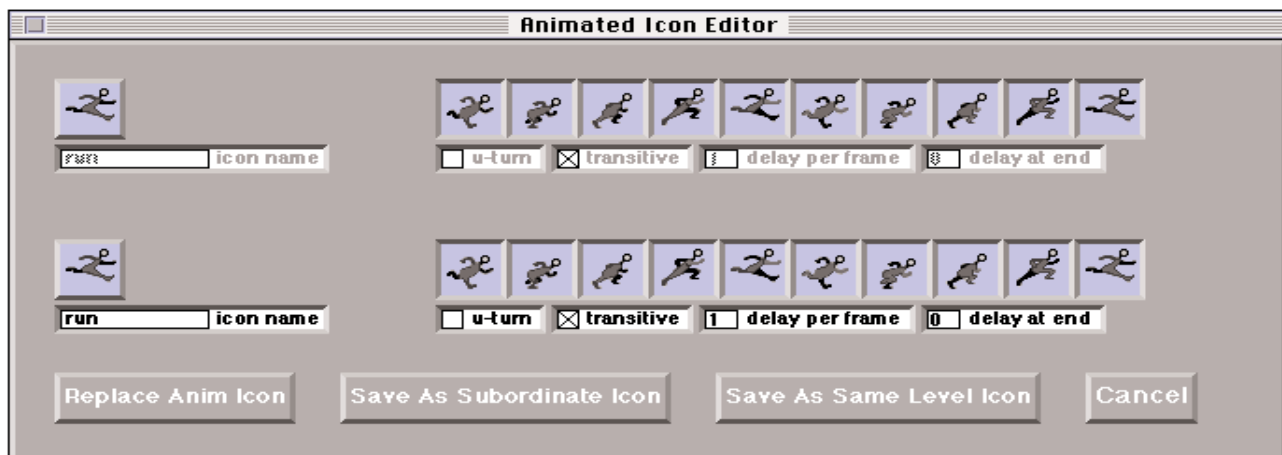 Animated Icon Editor
run icon name u-turn transitive 1 delay per frame 0 delay at end
run icon name u-turn transitive 1 delay per frame 0 delay at end
Replace Anim Icon Save As Subordinate Icon Save As Same Level Icon Cancel